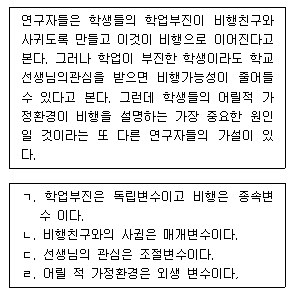 연구자들은 학생들의 학업부진이 비행친구와
사귀도록 만들고 이것이 비행으로 이어진다고
본다. 그러나 학업이 부진한 학생이라도 학교
선생님의관심을 받으면 비행가능성이 줄어들
수 있다고 본다. 그런데 학생들의 어릴적 가
정환경이 비행을 설명하는 가장 중요한 원인
일 것이라는 또 다른 연구자들의 가설이 있
다.
ㄱ. 학업부진은 독립변수이고 비행은 종속변
수 이다.
ㄴ. 비행친구와의 사귐은 매개변수이다.
ㄷ. 선생님의 관심은 조절변수이다.
ㄹ. 어릴 적 가정환경은 외생 변수이다.